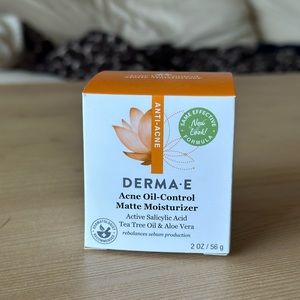 ANTI-ACNE
SAME EFFECTIVE
New
Look!
FORMULA
DERMA·E
Acne Oil-Control
Matte Moisturizer
Active Salicylic Acid
Tea Tree Oil & Aloe Vera
rebalances sebum production
2 OZ / 56 g